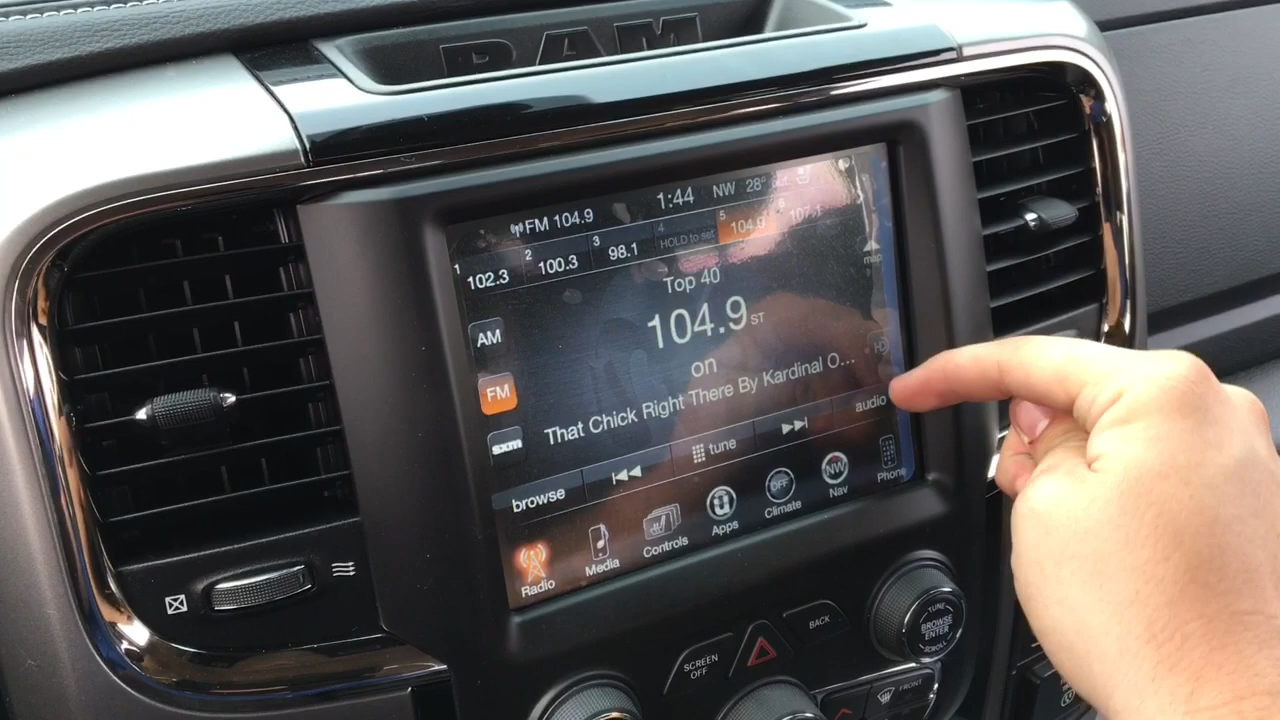 RAM
FM 104.9 1:44 NW 28° out
1 102.3 2 100.3 3 98.1 4 HOLD to set 5 104.9 6 107.1
map
Top 40
104.9 ST
AM
on
HD
FM
That Chick Right There By Kardinal O...
sxm
browse tune audio
Radio Media Controls Apps OFF Climate NW Nav Phone
SCREEN OFF
BACK
TUNE
BROWSE
ENTER
SCROLL
FRONT